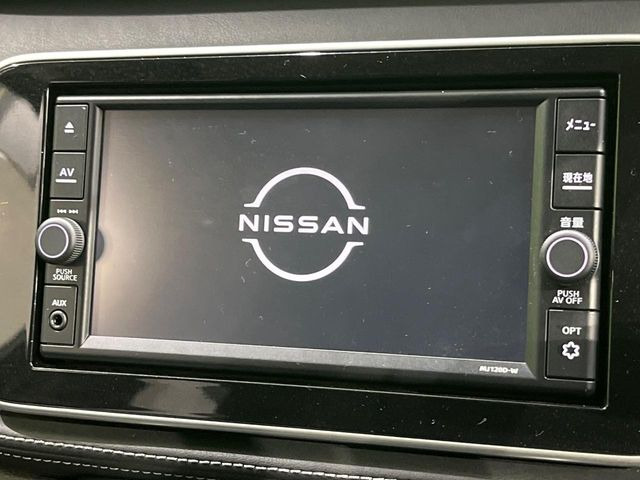 AV
PUSH
SOURCE
AUX
NISSAN
メニュー
現在地
音量
PUSH
AV OFF
OPT
MJ120D-W